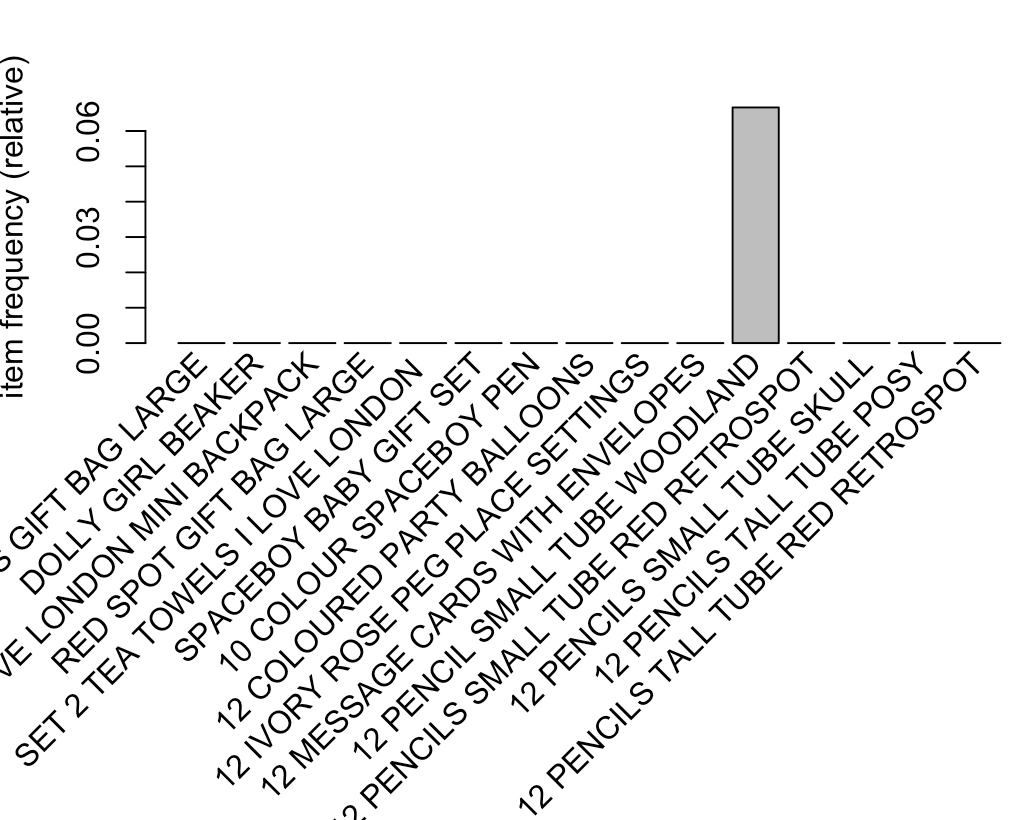 item frequency (relative)
0.06
0.03
0.00
GIFT BAG LARGE
DOLLY GIRL BEAKER
LONDON MINI BACKPACK
RED SPOT GIFT BAG LARGE
SET 2 TEA TOWELS I LOVE LONDON
SPACEBOY BABY GIFT SET
10 COLOUR SPACEBOY PEN
12 COLOURED PARTY BALLOONS
12 IVORY ROSE PEG PLACE SETTINGS
12 MESSAGE CARDS WITH ENVELOPES
12 PENCIL SMALL TUBE WOODLAND
12 PENCILS SMALL TUBE RED RETROSPOT
12 PENCILS SMALL TUBE SKULL
12 PENCILS TALL TUBE POSY
12 PENCILS TALL TUBE RED RETROSPOT